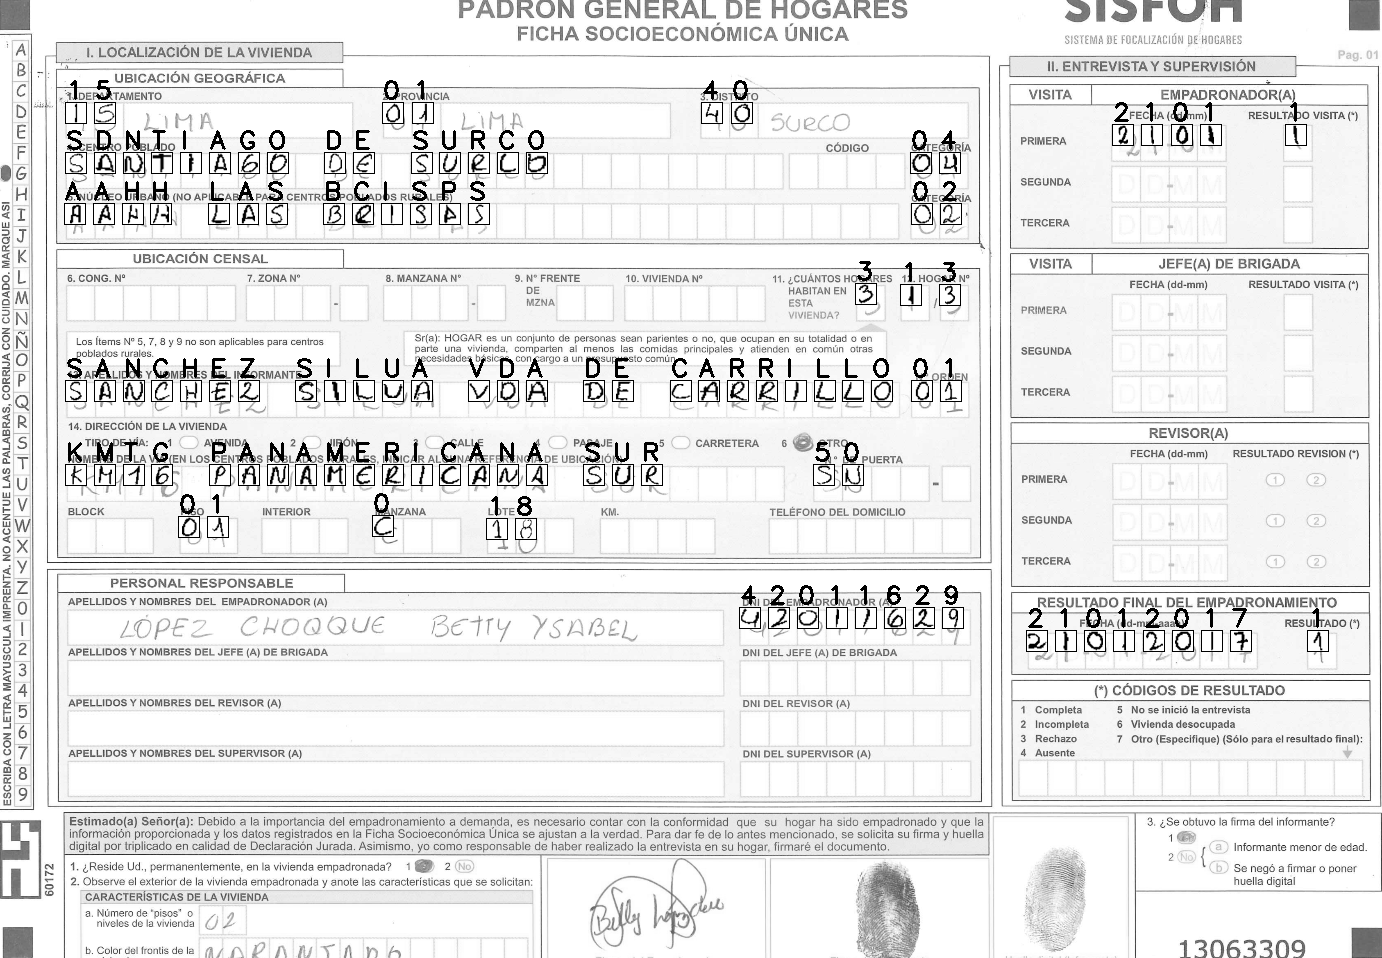 PADRÓN GENERAL DE HOGARES
FICHA SOCIOECONÓMICA ÚNICA
SISFOH
SISTEMA DE FOCALIZACIÓN DE HOGARES
Pag. 01
ESCRIBA CON LETRA MAYUSCULA IMPRENTA. NO ACENTUE LAS PALABRAS, CORRIJA CON CUIDADO. MARQUE ASI
A B C D E F G H I J K L M N Ñ O P Q R S T U V W X Y Z 0 1 2 3 4 5 6 7 8 9
I. LOCALIZACIÓN DE LA VIVIENDA
UBICACIÓN GEOGRÁFICA
15 01 40
1. DEPARTAMENTO 2. PROVINCIA 3. DISTRITO
15 LIMA 01 LIMA 40 SURCO
SDNTIAGO DE SURCO 04
4. CENTRO POBLADO CÓDIGO CATEGORÍA
SANTIAGO DE SURCO 04
AAHH LAS BCISPS 02
5. NÚCLEO URBANO (NO APLICABLE PARA CENTROS POBLADOS RURALES) CATEGORÍA
AAHH LAS BRISAS 02
UBICACIÓN CENSAL
6. CONG. Nº 7. ZONA Nº 8. MANZANA Nº 9. Nº FRENTE DE MZNA 10. VIVIENDA Nº 11. ¿CUÁNTOS HOGARES HABITAN EN ESTA VIVIENDA? 12. HOGAR Nº
3 1 3
3 1 / 3
Los Ítems Nº 5, 7, 8 y 9 no son aplicables para centros poblados rurales.
Sr(a): HOGAR es un conjunto de personas sean parientes o no, que ocupan en su totalidad o en parte una vivienda, comparten al menos las comidas principales y atienden en común otras necesidades básicas, con cargo a un presupuesto común.
SANCHEZ SILUA VDA DE CARRILLO 01
13. APELLIDOS Y NOMBRES DEL INFORMANTE ORDEN
SANCHEZ SILUA VDA DE CARRILLO 01
14. DIRECCIÓN DE LA VIVIENDA
TIPO DE VÍA: 1 AVENIDA 2 JIRÓN 3 CALLE 4 PASAJE 5 CARRETERA 6 OTRO
KMTG PANAMERICANA SUR 50
NOMBRE DE LA VÍA (EN LOS CENTROS POBLADOS RURALES, INDICAR ALGUNA REFERENCIA DE UBICACIÓN) Nº DE PUERTA
KM16 PANAMERICANA SUR SN
01 0 18
BLOCK PISO INTERIOR MANZANA LOTE KM. TELÉFONO DEL DOMICILIO
01 C 18
PERSONAL RESPONSABLE
42011629
APELLIDOS Y NOMBRES DEL EMPADRONADOR (A) DNI DEL EMPADRONADOR (A)
LÓPEZ CHOQQUE BETTY YSABEL 42011629
APELLIDOS Y NOMBRES DEL JEFE (A) DE BRIGADA DNI DEL JEFE (A) DE BRIGADA
APELLIDOS Y NOMBRES DEL REVISOR (A) DNI DEL REVISOR (A)
APELLIDOS Y NOMBRES DEL SUPERVISOR (A) DNI DEL SUPERVISOR (A)
II. ENTREVISTA Y SUPERVISIÓN
VISITA EMPADRONADOR(A)
2101 1
FECHA (dd-mm) RESULTADO VISITA (*)
PRIMERA 2101 1
SEGUNDA DD-MM
TERCERA DD-MM
VISITA JEFE(A) DE BRIGADA
FECHA (dd-mm) RESULTADO VISITA (*)
PRIMERA DD-MM
SEGUNDA DD-MM
TERCERA DD-MM
REVISOR(A)
FECHA (dd-mm) RESULTADO REVISION (*)
PRIMERA DD-MM 1 2
SEGUNDA DD-MM 1 2
TERCERA DD-MM 1 2
RESULTADO FINAL DEL EMPADRONAMIENTO
21012017 1
FECHA (dd-mm-aaaa) RESULTADO (*)
21012017 1
(*) CÓDIGOS DE RESULTADO
1 Completa 5 No se inició la entrevista
2 Incompleta 6 Vivienda desocupada
3 Rechazo 7 Otro (Especifique) (Sólo para el resultado final):
4 Ausente
Estimado(a) Señor(a): Debido a la importancia del empadronamiento a demanda, es necesario contar con la conformidad que su hogar ha sido empadronado y que la
información proporcionada y los datos registrados en la Ficha Socioeconómica Única se ajustan a la verdad. Para dar fe de lo antes mencionado, se solicita su firma y huella
digital por triplicado en calidad de Declaración Jurada. Asimismo, yo como responsable de haber realizado la entrevista en su hogar, firmaré el documento.
1. ¿Reside Ud., permanentemente, en la vivienda empadronada? 1 2 No
2. Observe el exterior de la vivienda empadronada y anote las características que se solicitan:
CARACTERÍSTICAS DE LA VIVIENDA
a. Número de "pisos" o niveles de la vivienda 02
b. Color del frontis de la
3. ¿Se obtuvo la firma del informante?
1
2 No
a Informante menor de edad.
b Se negó a firmar o poner huella digital
60172
13063309